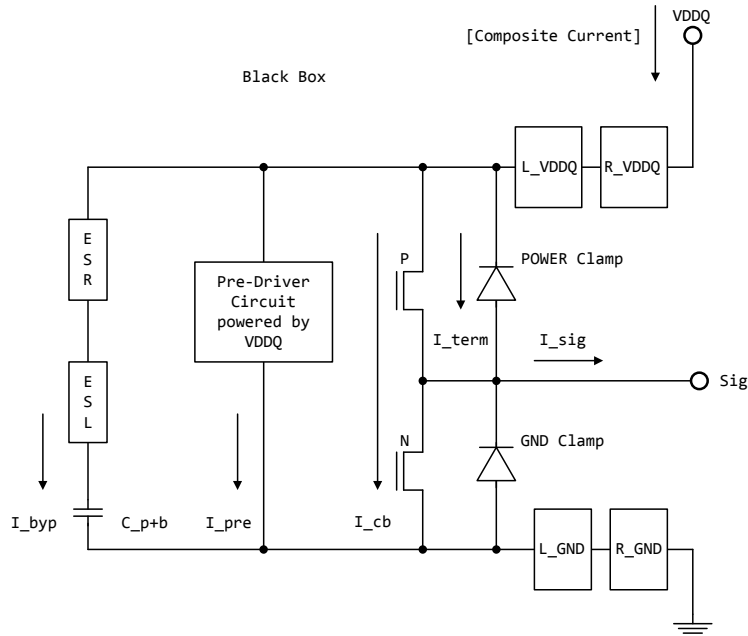 VDDQ
[Composite Current]
Black Box
L_VDDQ
R_VDDQ
E
S
R
P
POWER Clamp
Pre-Driver
Circuit
powered by
VDDQ
I_term
I_sig
E
S
L
Sig
N
GND Clamp
I_byp
C_p+b
I_pre
I_cb
L_GND
R_GND